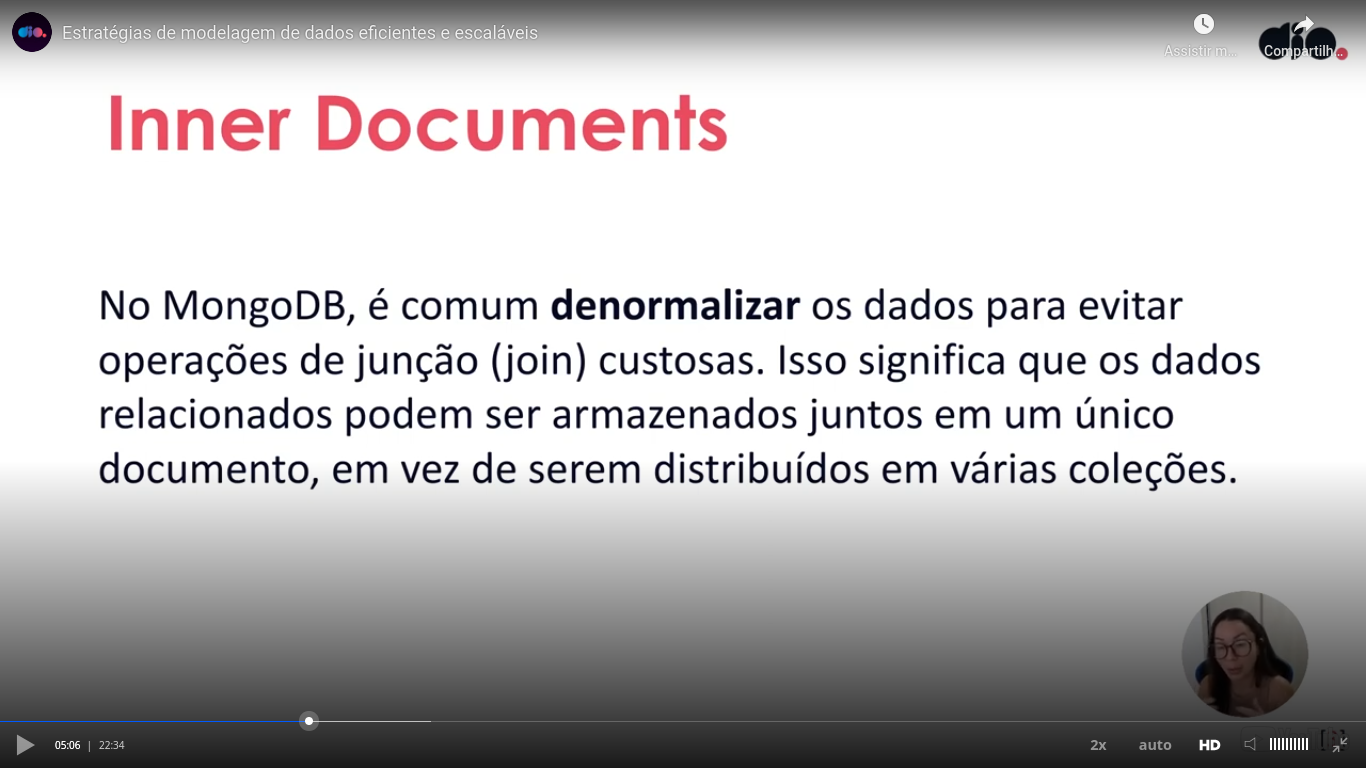 Estratégias de modelagem de dados eficientes e escaláveis
Assistir m...
Compartilh...
dio
Inner Documents
No MongoDB, é comum denormalizar os dados para evitar
operações de junção (join) custosas. Isso significa que os dados
relacionados podem ser armazenados juntos em um único
documento, em vez de serem distribuídos em várias coleções.
05:06 | 22:34
2x
auto
HD